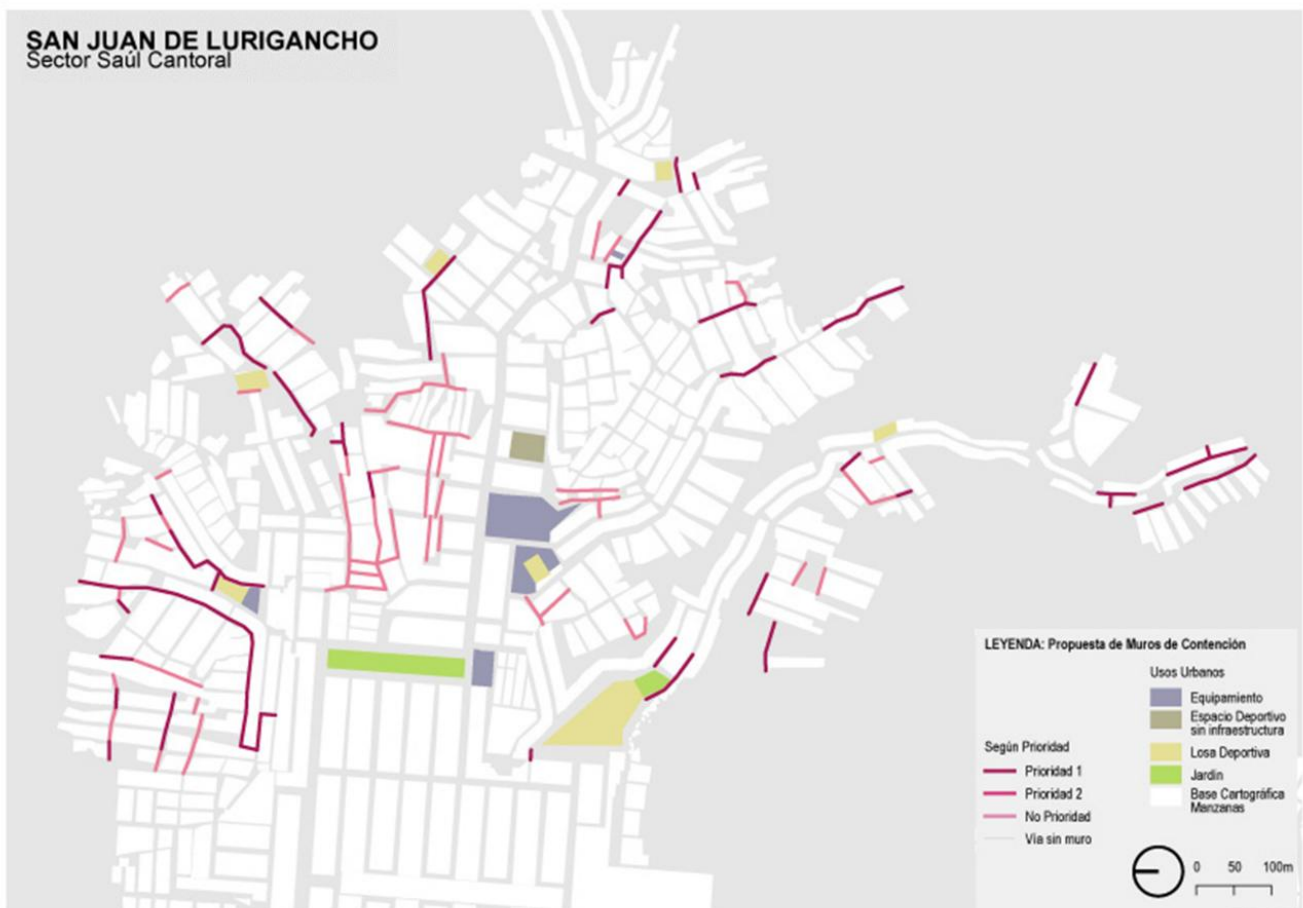 SAN JUAN DE LURIGANCHO
Sector Saúl Cantoral
LEYENDA: Propuesta de Muros de Contención
Usos Urbanos
Equipamiento
Espacio Deportivo
sin infraestructura
Losa Deportiva
Jardin
Base Cartográfica
Manzanas
Según Prioridad
Prioridad 1
Prioridad 2
No Prioridad
Via sin muro
0 50 100m